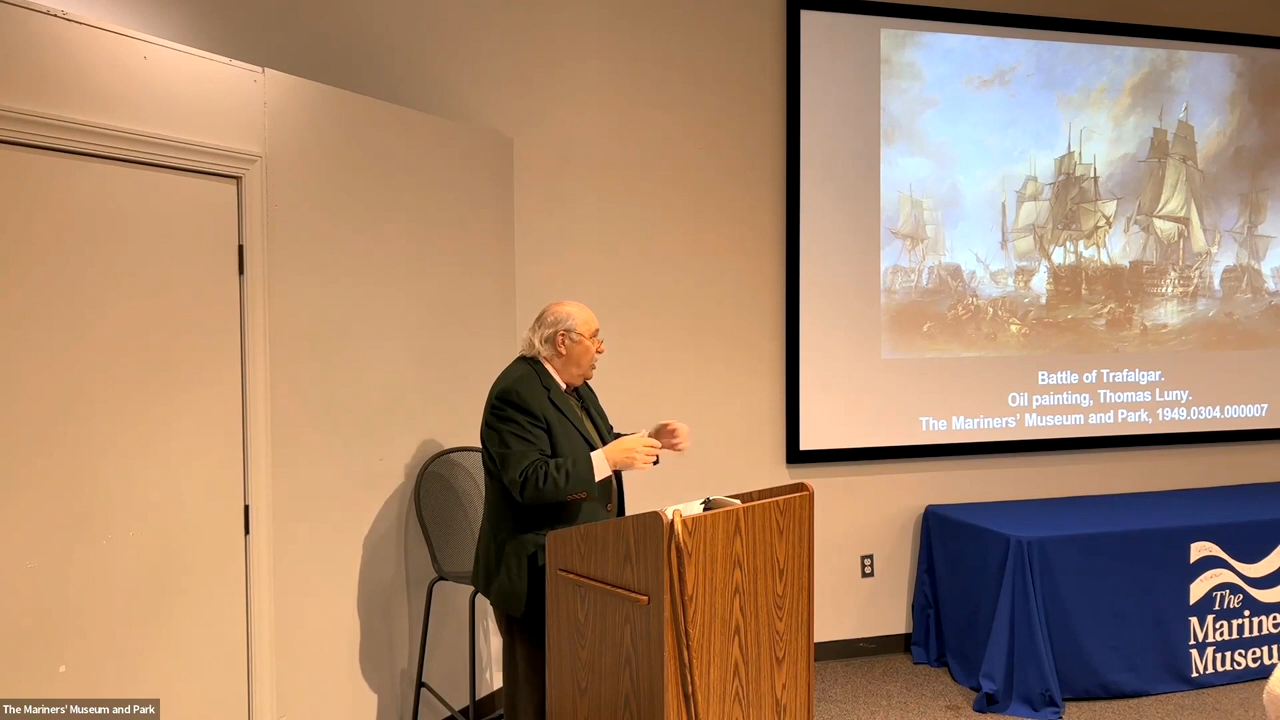 Battle of Trafalgar.
Oil painting, Thomas Luny.
The Mariners' Museum and Park, 1949.0304.000007
The
Marine
Museu
The Mariners' Museum and Park